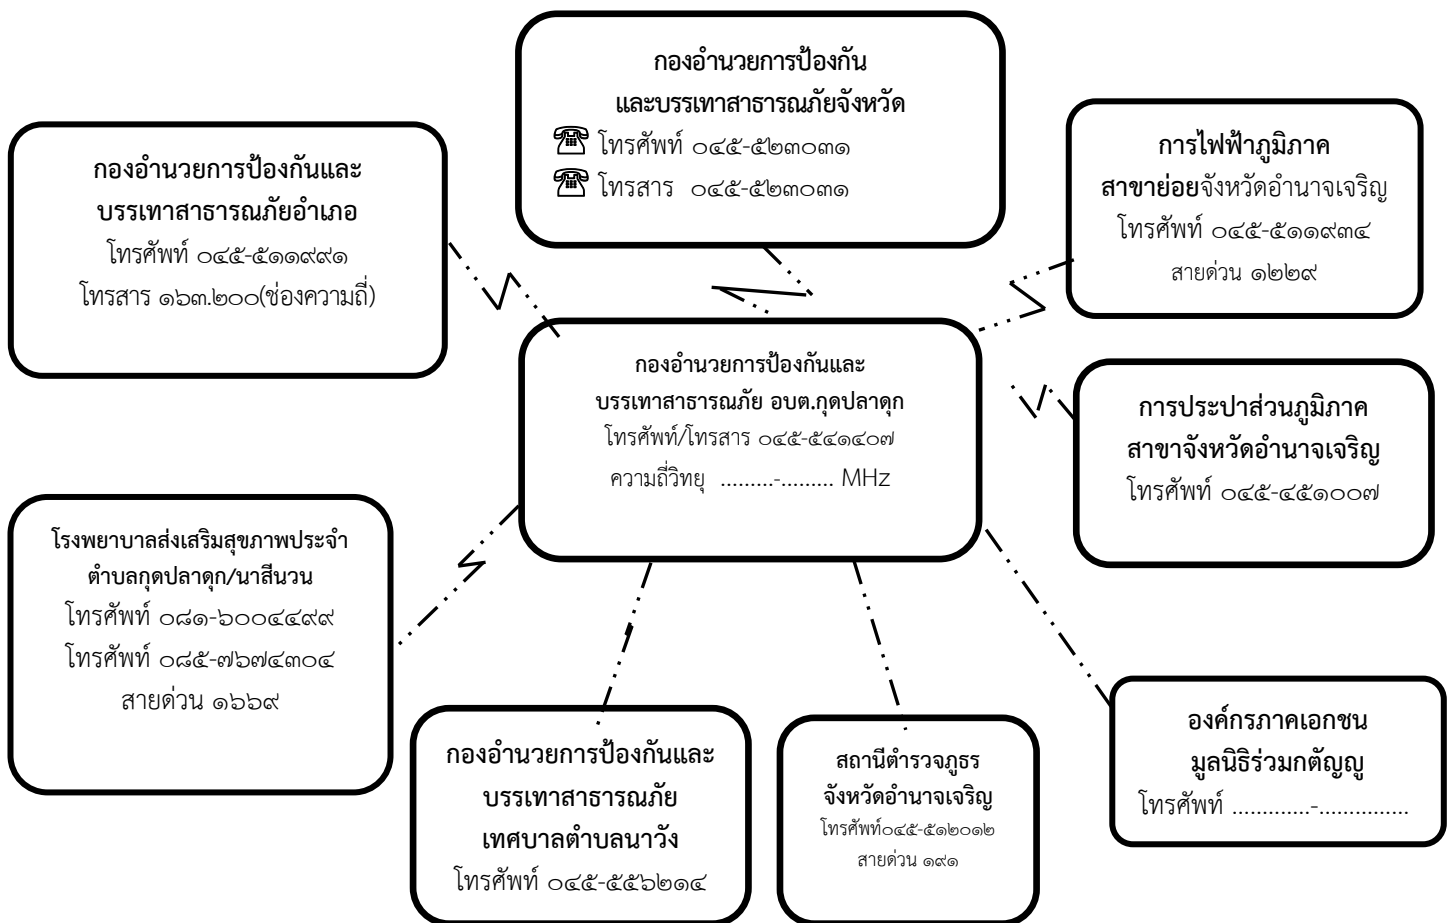 กองอำนวยการป้องกัน
และบรรเทาสาธารณภัยจังหวัด
โทรศัพท์ ๐๔๕-๕๒๓๐๓๑
โทรสาร ๐๔๕-๕๒๓๐๓๑
กองอำนวยการป้องกันและ
บรรเทาสาธารณภัยอำเภอ
โทรศัพท์ ๐๔๕-๕๑๑๙๙๑
โทรสาร ๑๖๓.๒๐๐(ช่องความถี่)
การไฟฟ้าภูมิภาค
สาขาย่อยจังหวัดอำนาจเจริญ
โทรศัพท์ ๐๔๕-๕๑๑๙๓๔
สายด่วน ๑๒๒๙
กองอำนวยการป้องกันและ
บรรเทาสาธารณภัย อบต.กุดปลาดุก
โทรศัพท์/โทรสาร ๐๔๕-๕๔๑๔๐๗
ความถี่วิทยุ .........-......... MHz
การประปาส่วนภูมิภาค
สาขาจังหวัดอำนาจเจริญ
โทรศัพท์ ๐๔๕-๔๕๑๐๐๗
โรงพยาบาลส่งเสริมสุขภาพประจำ
ตำบลกุดปลาดุก/นาสีนวน
โทรศัพท์ ๐๘๑-๖๐๐๔๔๙๙
โทรศัพท์ ๐๘๕-๗๖๗๔๓๐๔
สายด่วน ๑๖๖๙
กองอำนวยการป้องกันและ
บรรเทาสาธารณภัย
เทศบาลตำบลนาวัง
โทรศัพท์ ๐๔๕-๕๕๖๒๑๔
สถานีตำรวจภูธร
จังหวัดอำนาจเจริญ
โทรศัพท์๐๔๕-๕๑๒๐๑๒
สายด่วน ๑๙๑
องค์กรภาคเอกชน
มูลนิธิร่วมกตัญญู
โทรศัพท์ .............-...............